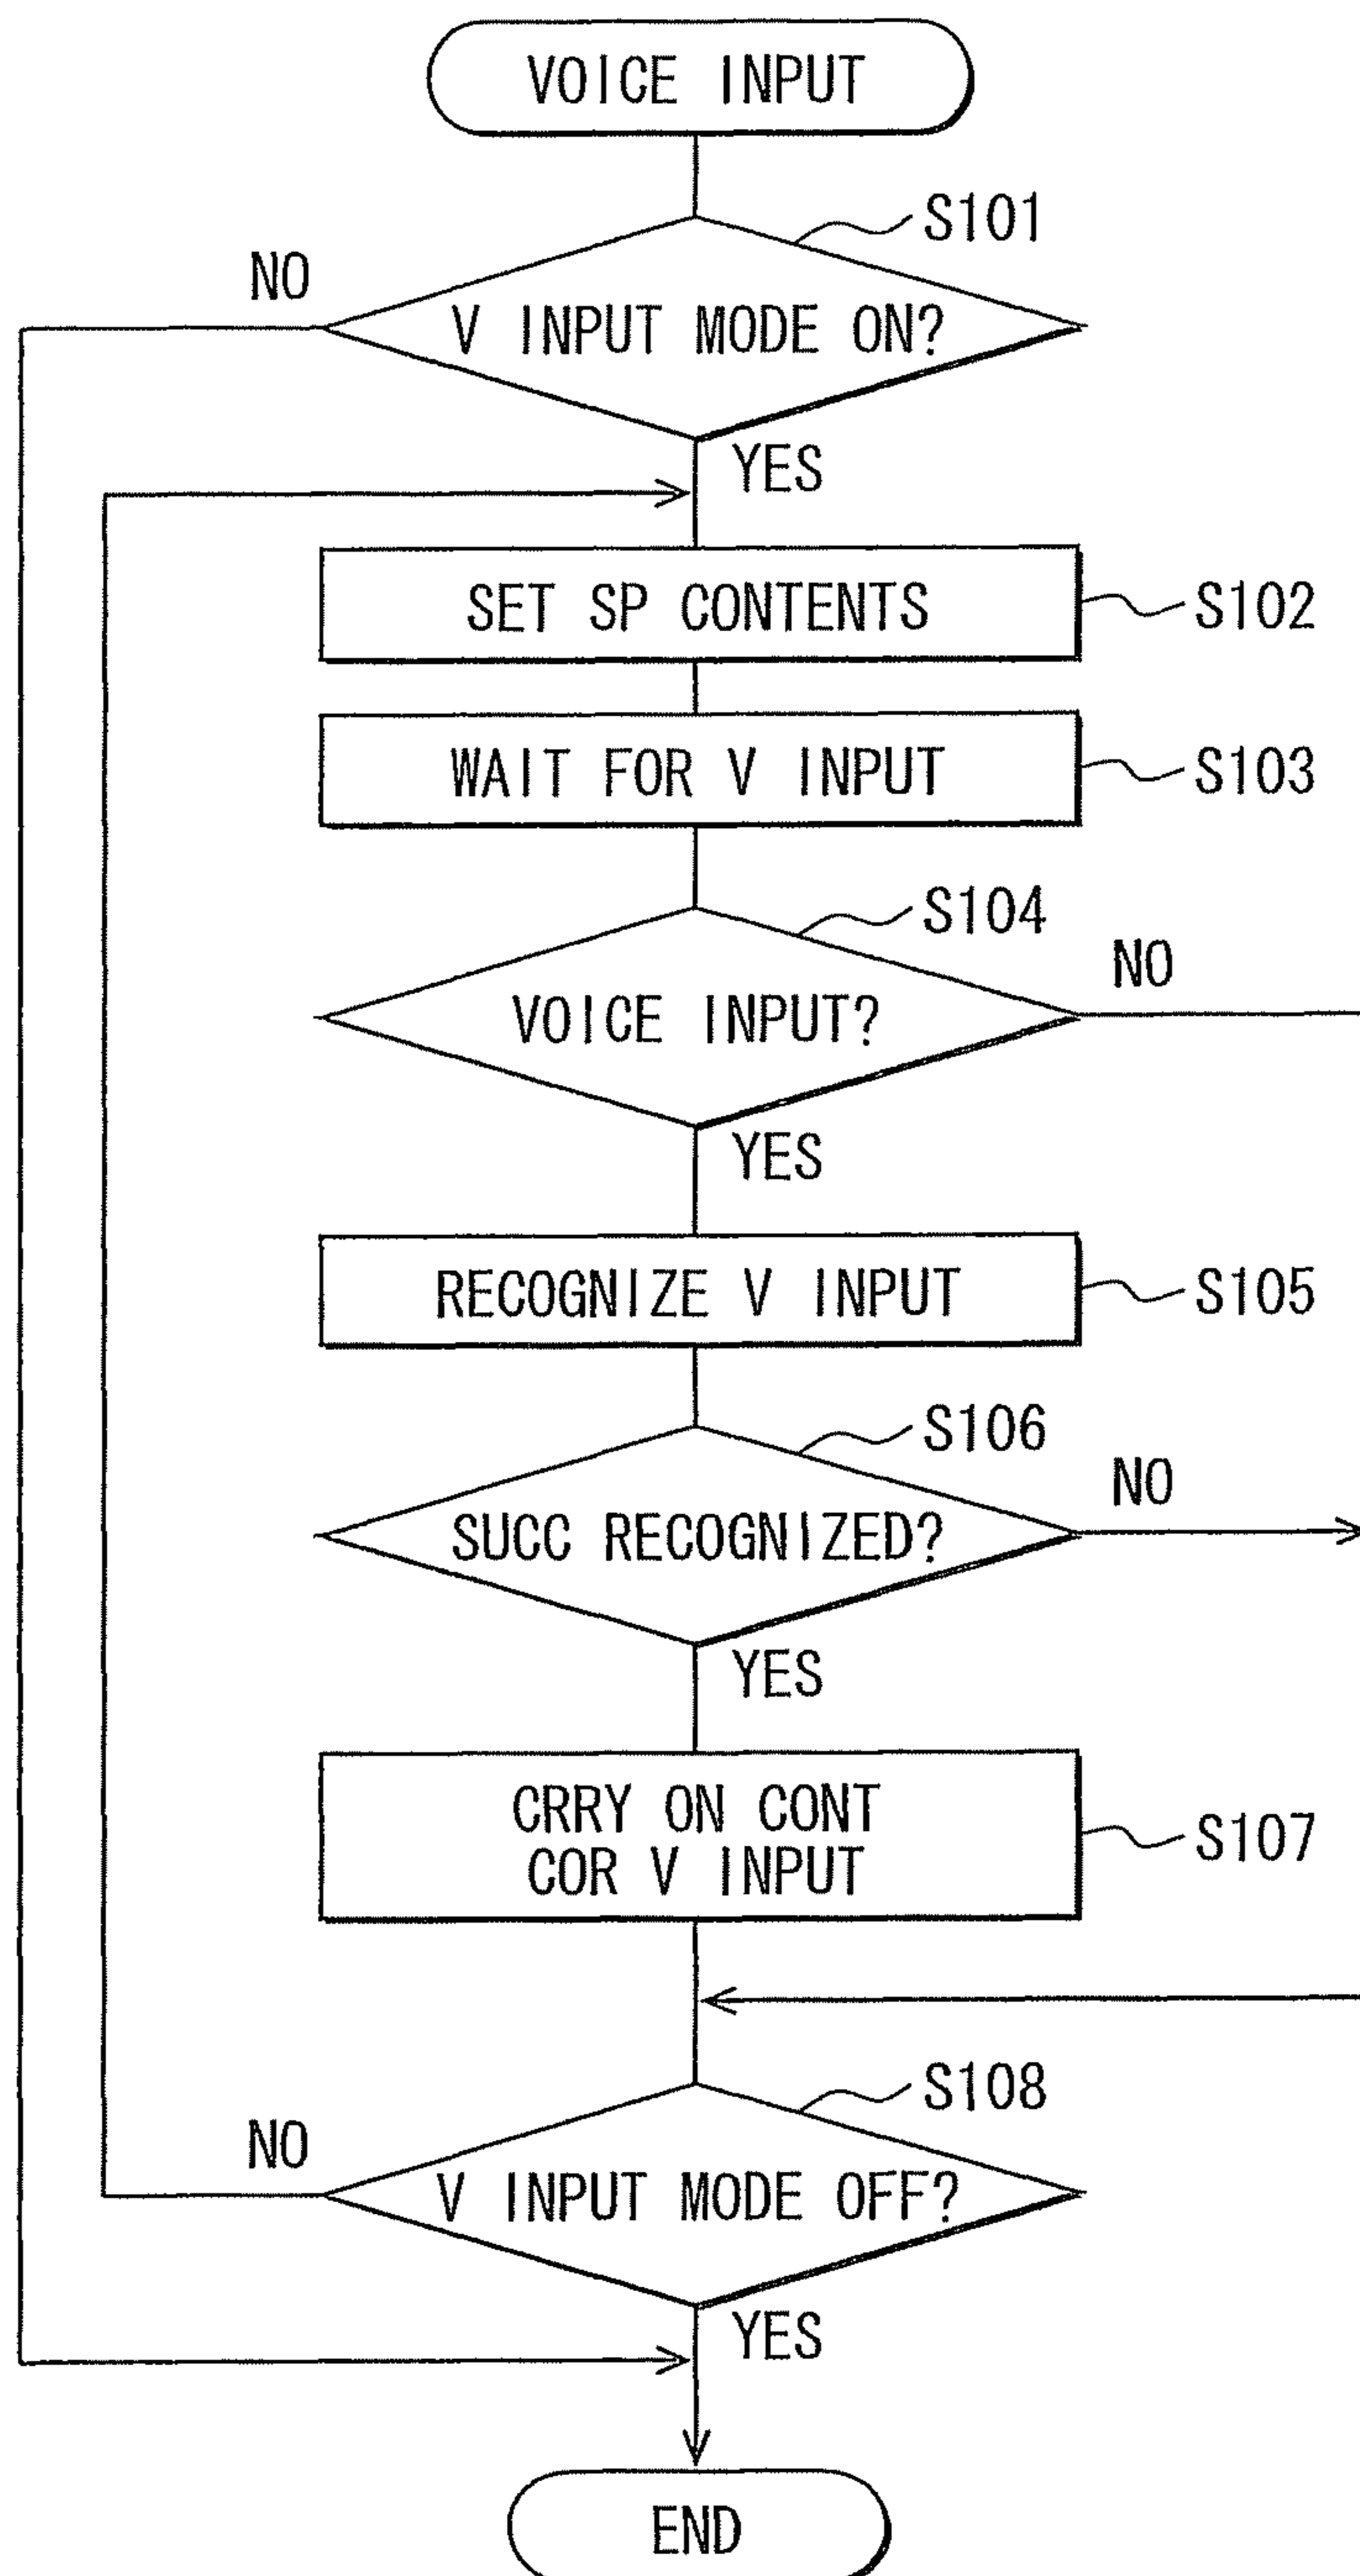 VOICE INPUT
S101
NO
V INPUT MODE ON?
YES
SET SP CONTENTS
S102
WAIT FOR V INPUT
S103
S104
NO
VOICE INPUT?
YES
RECOGNIZE V INPUT
S105
S106
NO
SUCC RECOGNIZED?
YES
CRRY ON CONT
COR V INPUT
S107
S108
NO
V INPUT MODE OFF?
YES
END